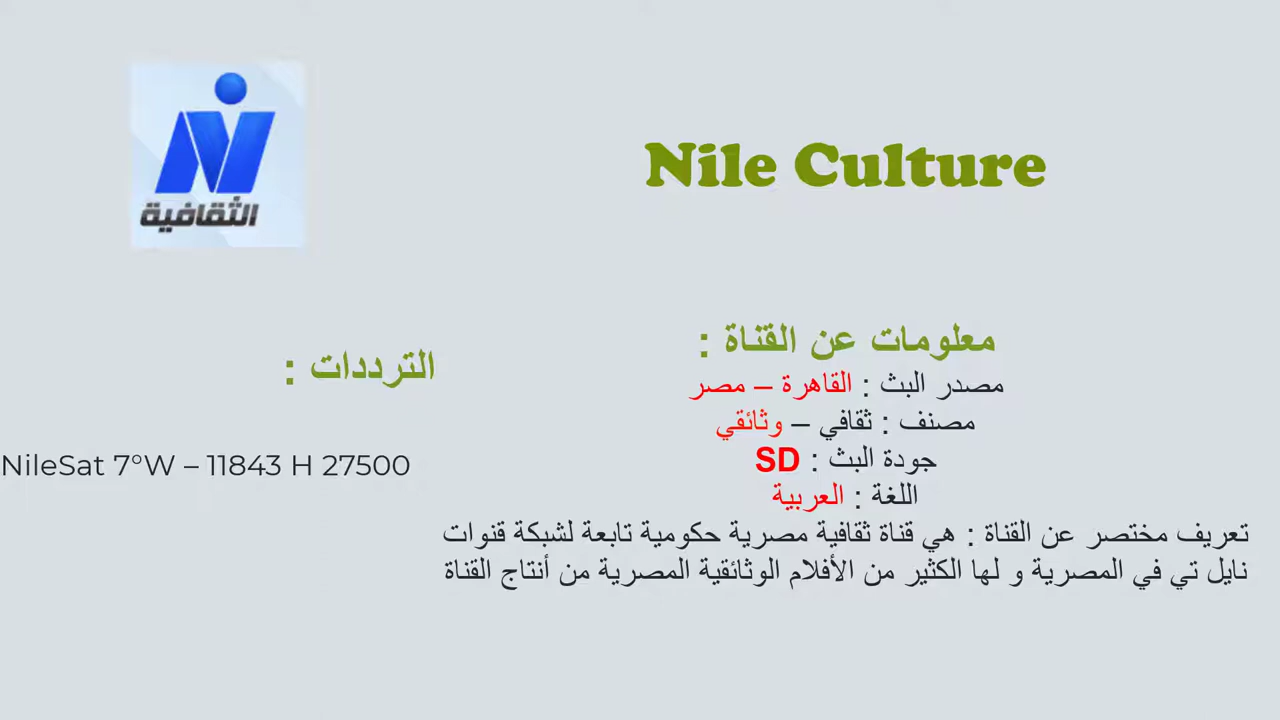 الثقافية
Nile Culture
معلومات عن القناة :
مصدر البث : القاهرة – مصر
مصنف : ثقافي – وثائقي
جودة البث : SD
اللغة : العربية
تعريف مختصر عن القناة : هي قناة ثقافية مصرية حكومية تابعة لشبكة قنوات
نايل تي في المصرية و لها الكثير من الأفلام الوثائقية المصرية من أنتاج القناة
الترددات :
NileSat 7°W – 11843 H 27500